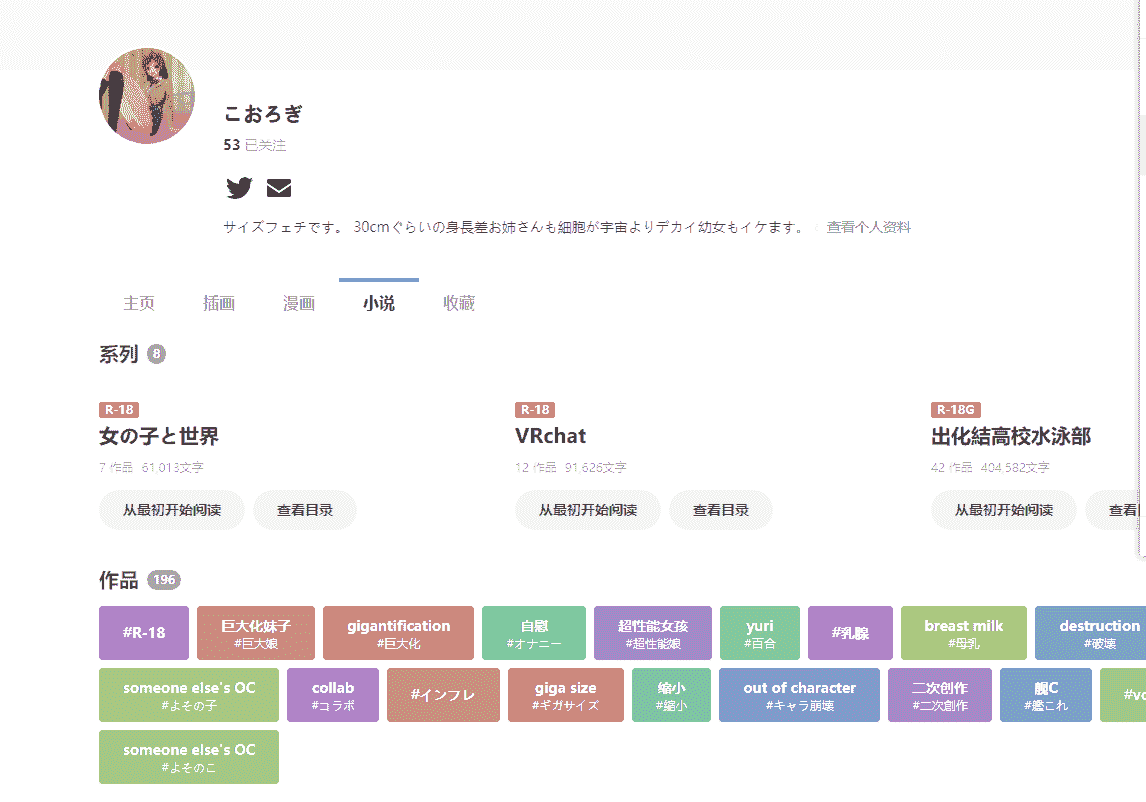 こおろぎ
53 已关注
サイズフェチです。 30cmぐらいの身長差お姉さんも細胞が宇宙よりデカイ幼女もイケます。 查看个人资料
主页 插画 漫画 小说 收藏
系列 8
R-18 R-18 R-18G
女の子と世界 VRchat 出化結高校水泳部
7 作品 61,013文字 12 作品 91,626文字 42 作品 404,582文字
从最初开始阅读 查看目录 从最初开始阅读 查看目录 从最初开始阅读 查看
作品 196
#R-18 巨大化妹子 gigantification 自慰 超性能女孩 yuri #乳腺 breast milk destruction
#巨大娘 #巨大化 #オナニー #超性能娘 #百合 #母乳 #破壊
someone else's OC collab #インフレ giga size 缩小 out of character 二次創作 舰C
#よその子 #コラボ #ギガサイズ #縮小 #キャラ崩壊 #二次創作 #艦これ
someone else's OC
#よそのこ